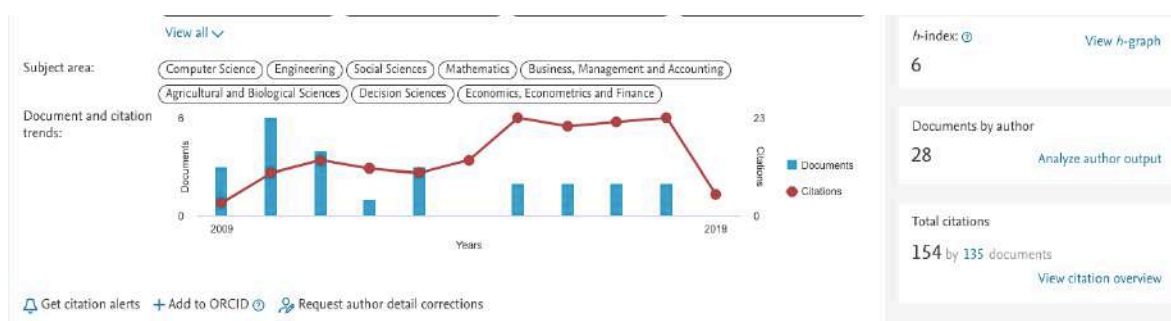 View all
Subject area:
Computer Science Engineering Social Sciences Mathematics Business, Management and Accounting
Agricultural and Biological Sciences Decision Sciences Economics, Econometrics and Finance
Document and citation trends:
6
0
Documents
2009
2019
Years
23
0
Citations
Documents
Citations
Get citation alerts + Add to ORCID Request author detail corrections
h-index:
View h-graph
6
Documents by author
28
Analyze author output
Total citations
154 by 135 documents
View citation overview